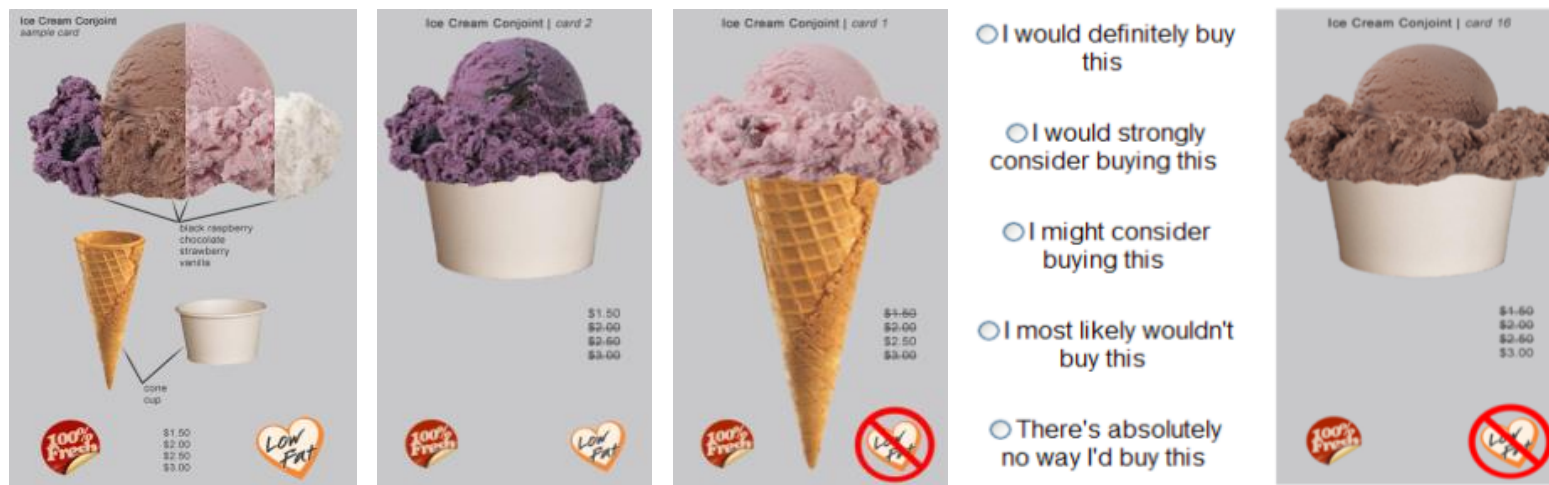 Ice Cream Conjoint
sample card
black raspberry
chocolate
strawberry
vanilla
cone
cup
100%
Fresh
$1.50
$2.00
$2.50
$3.00
Low
Fat
Ice Cream Conjoint | card 2
$1.50
$2.00
$2.50
$3.00
100%
Fresh
Low
Fat
Ice Cream Conjoint | card 1
$1.50
$2.00
$2.50
$3.00
100%
Fresh
Low
Fat
I would definitely buy
this
I would strongly
consider buying this
I might consider
buying this
I most likely wouldn't
buy this
There's absolutely
no way I'd buy this
Ice Cream Conjoint | card 16
$1.50
$2.00
$2.50
$3.00
100%
Fresh
Low
Fat